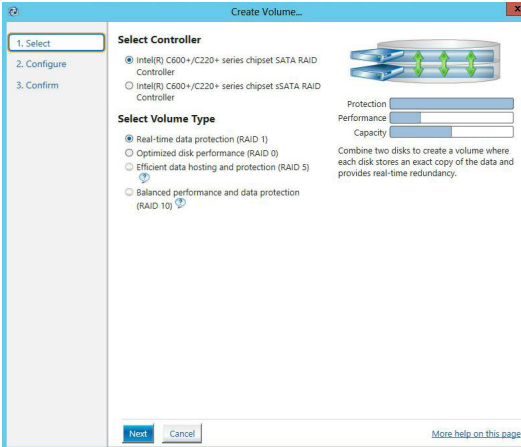 Create Volume...
x
1. Select
2. Configure
3. Confirm
Select Controller
Intel(R) C600+/C220+ series chipset SATA RAID
Controller
Intel(R) C600+/C220+ series chipset sSATA RAID
Controller
Select Volume Type
Real-time data protection (RAID 1)
Optimized disk performance (RAID 0)
Efficient data hosting and protection (RAID 5)
?
Balanced performance and data protection
(RAID 10) ?
Protection
Performance
Capacity
Combine two disks to create a volume where
each disk stores an exact copy of the data and
provides real-time redundancy.
Next
Cancel
More help on this page